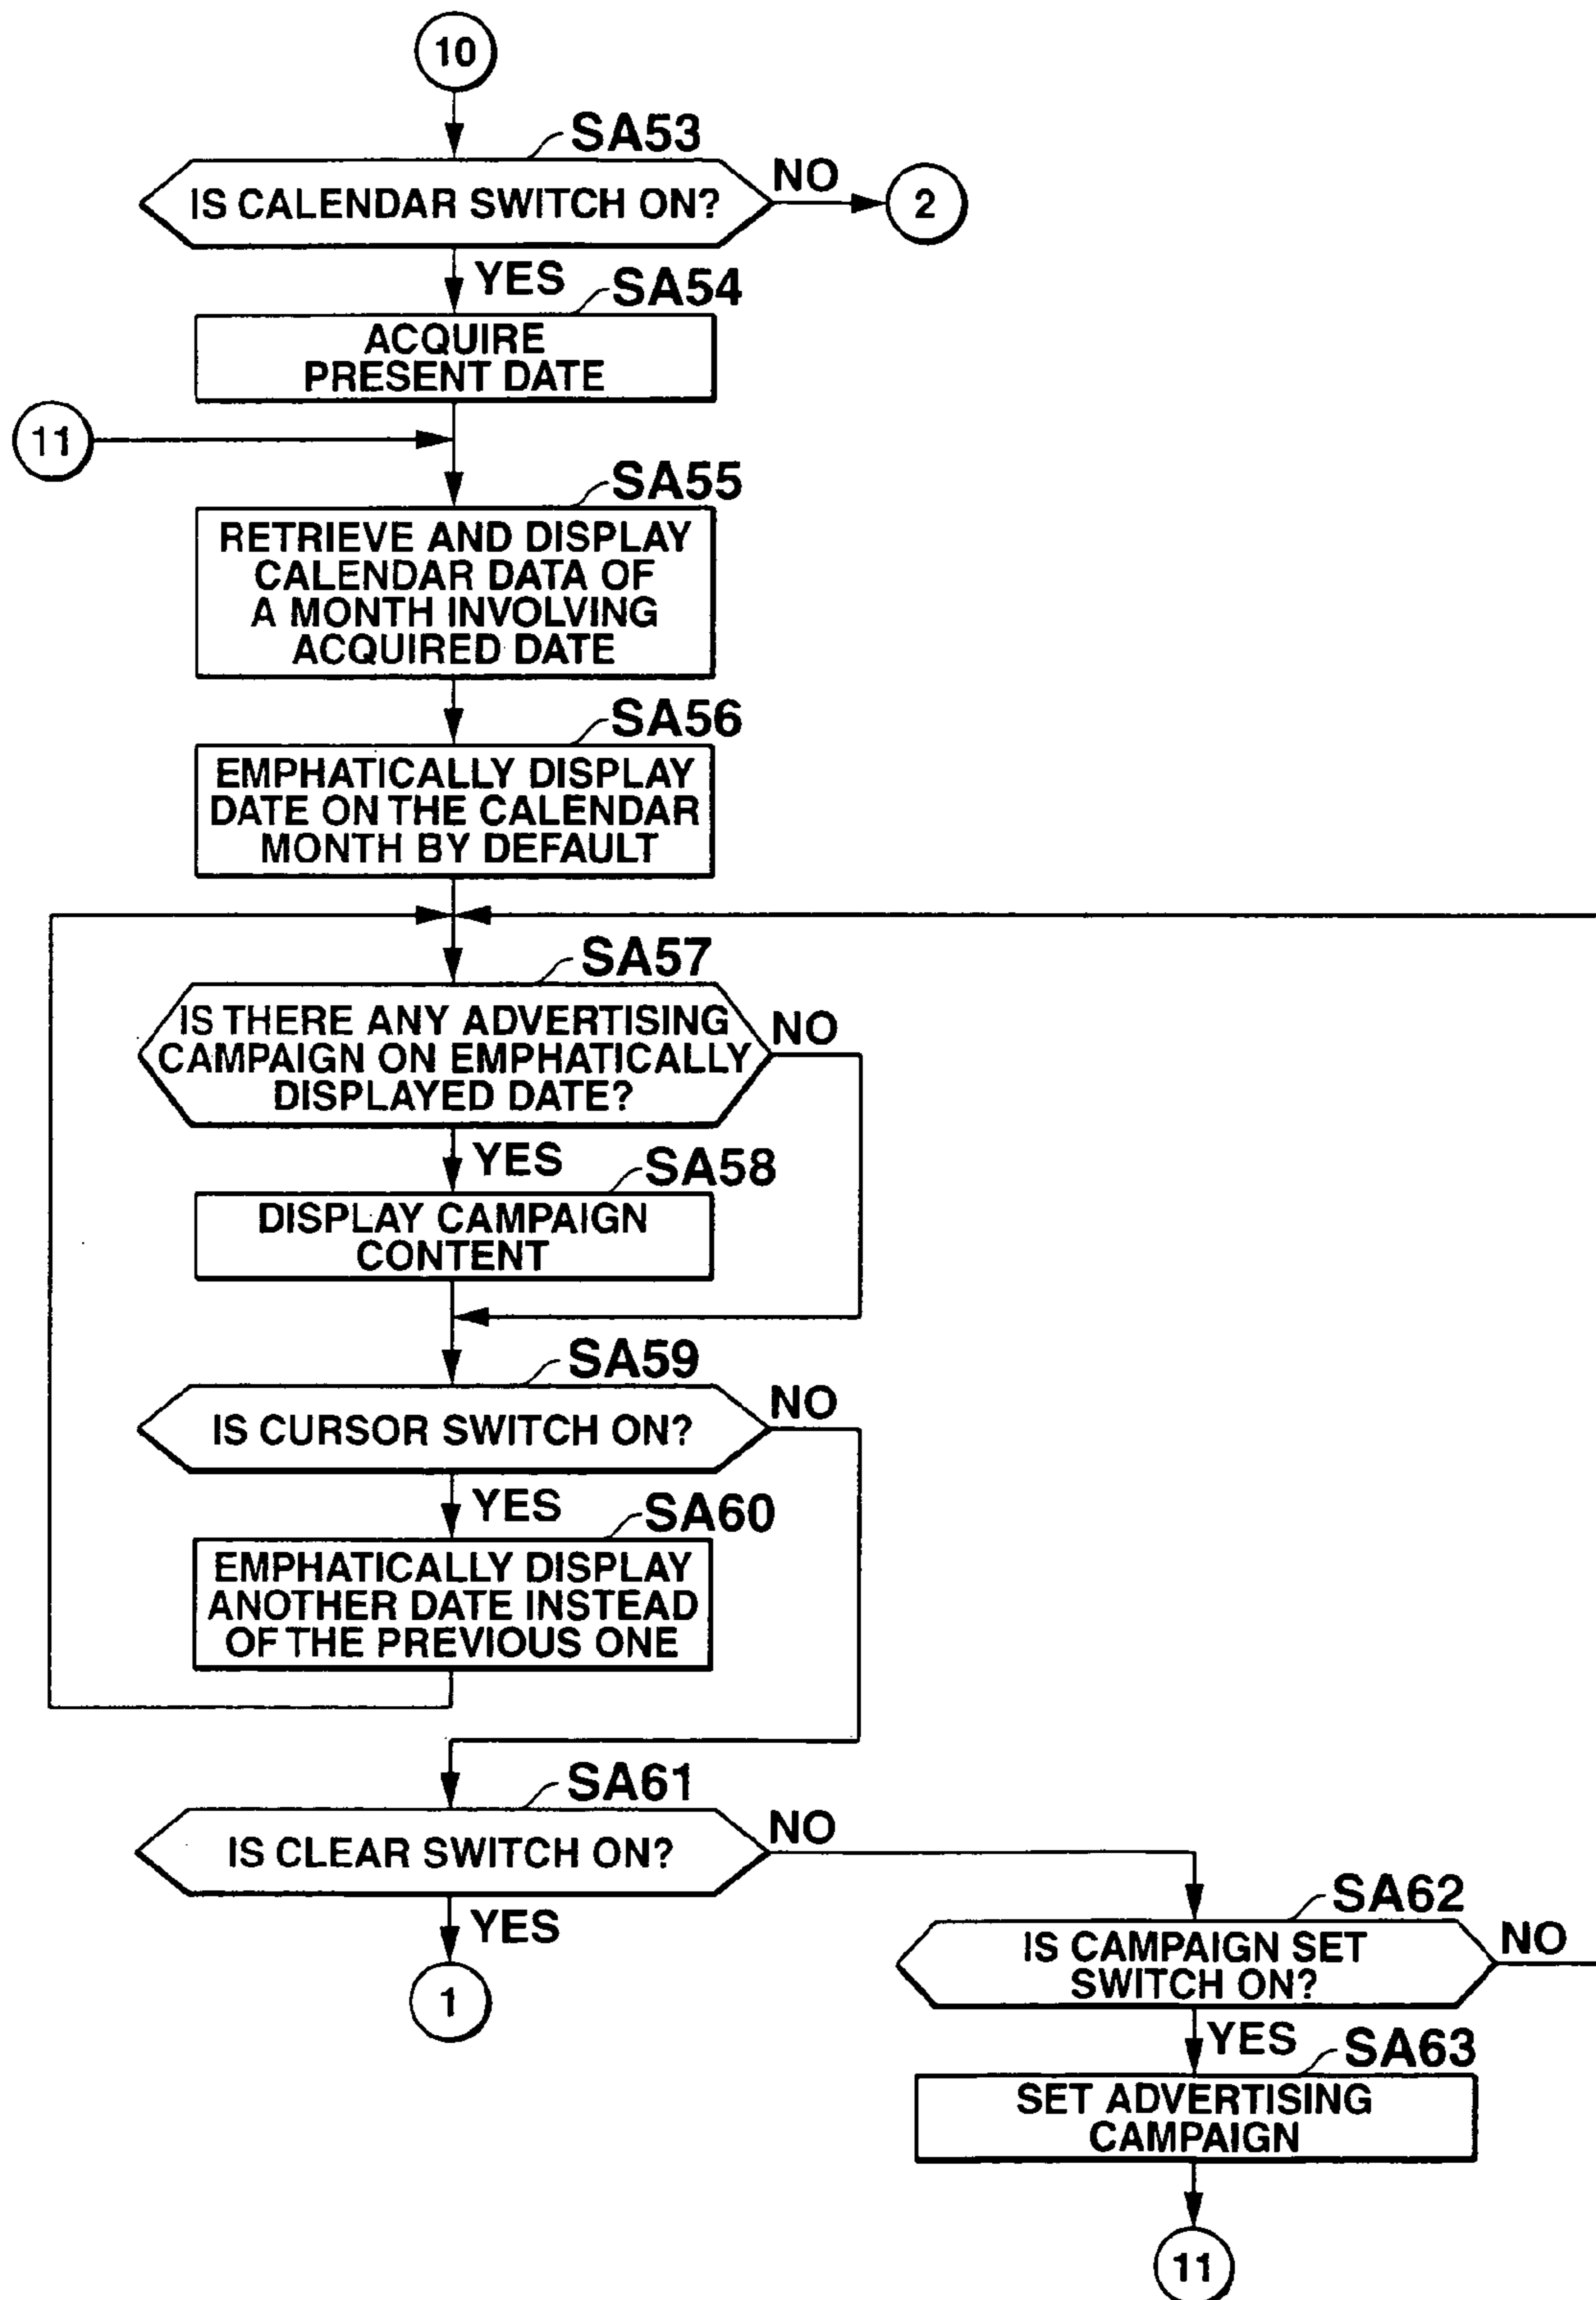 10
SA53
IS CALENDAR SWITCH ON?
NO
2
YES
SA54
ACQUIRE
PRESENT DATE
11
SA55
RETRIEVE AND DISPLAY
CALENDAR DATA OF
A MONTH INVOLVING
ACQUIRED DATE
SA56
EMPHATICALLY DISPLAY
DATE ON THE CALENDAR
MONTH BY DEFAULT
SA57
IS THERE ANY ADVERTISING
CAMPAIGN ON EMPHATICALLY
DISPLAYED DATE?
NO
YES
SA58
DISPLAY CAMPAIGN
CONTENT
SA59
IS CURSOR SWITCH ON?
NO
YES
SA60
EMPHATICALLY DISPLAY
ANOTHER DATE INSTEAD
OF THE PREVIOUS ONE
SA61
IS CLEAR SWITCH ON?
NO
YES
1
SA62
IS CAMPAIGN SET
SWITCH ON?
NO
YES
SA63
SET ADVERTISING
CAMPAIGN
11